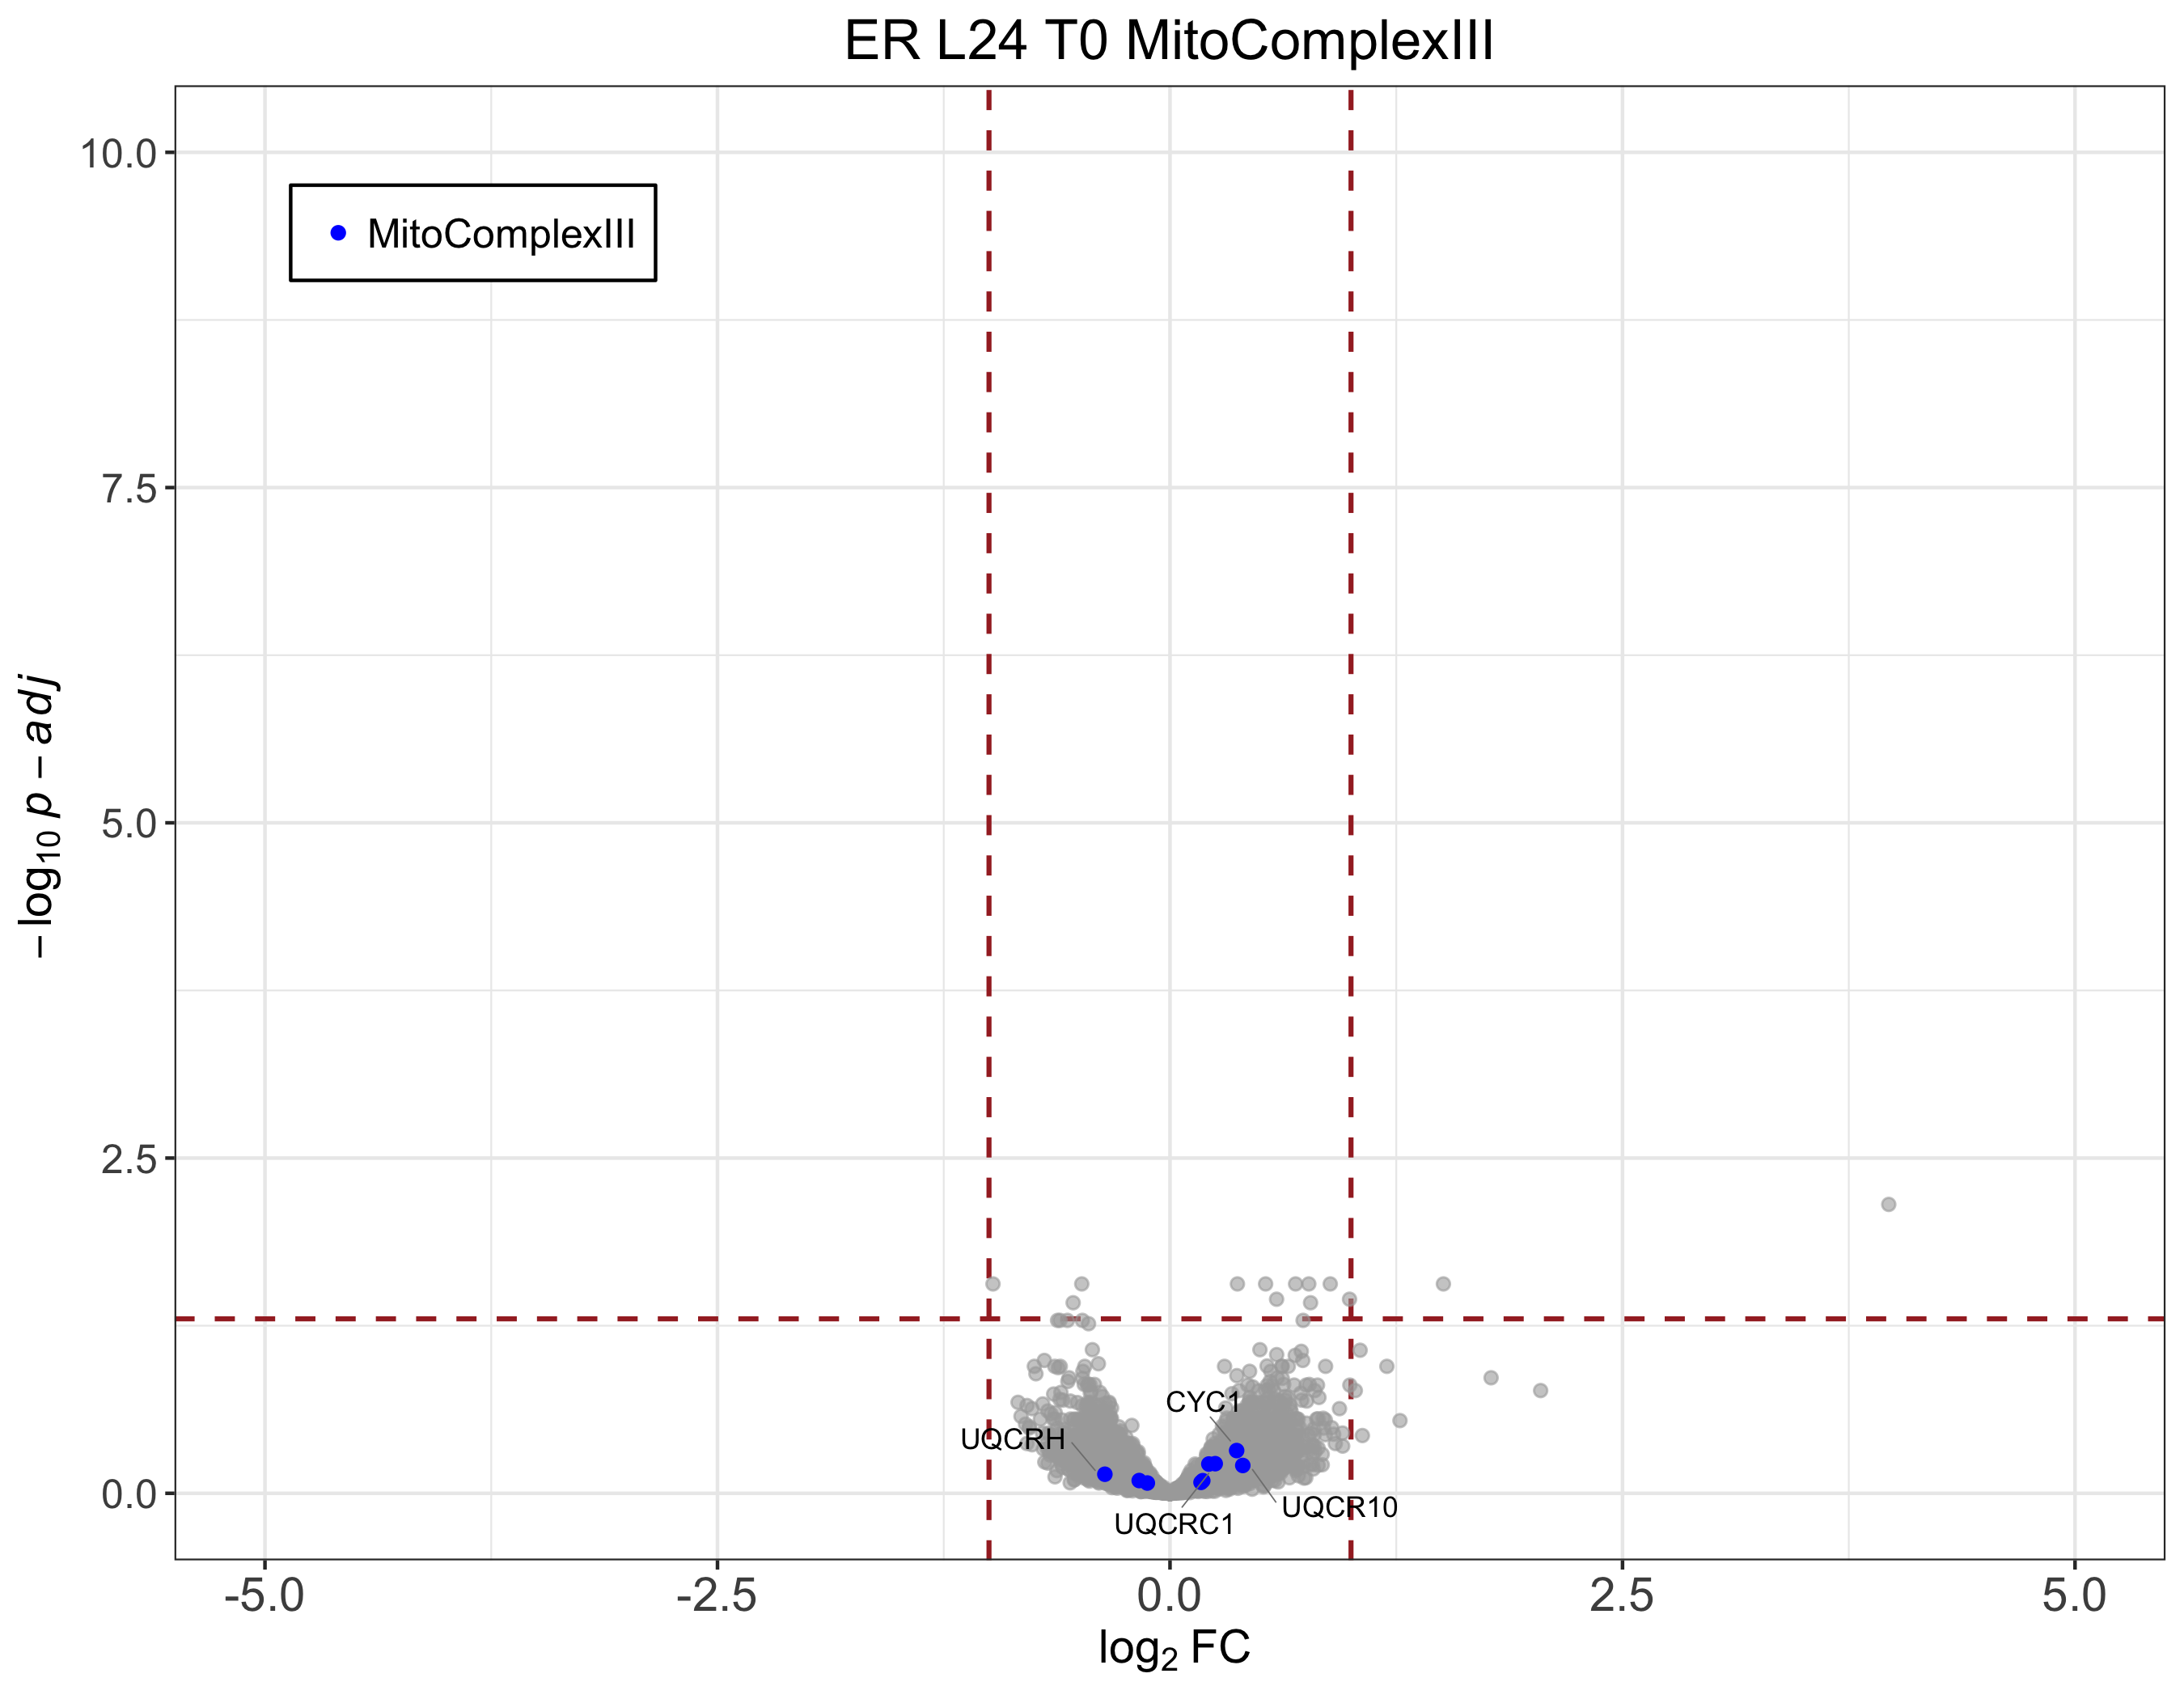 ER L24 T0 MitoComplexIII
10.0
MitoComplexIII
7.5
5.0
2.5
0.0
−log10 p − adj
CYC1
UQCRH
UQCR10
UQCRC1
-5.0
-2.5
0.0
2.5
5.0
log2 FC